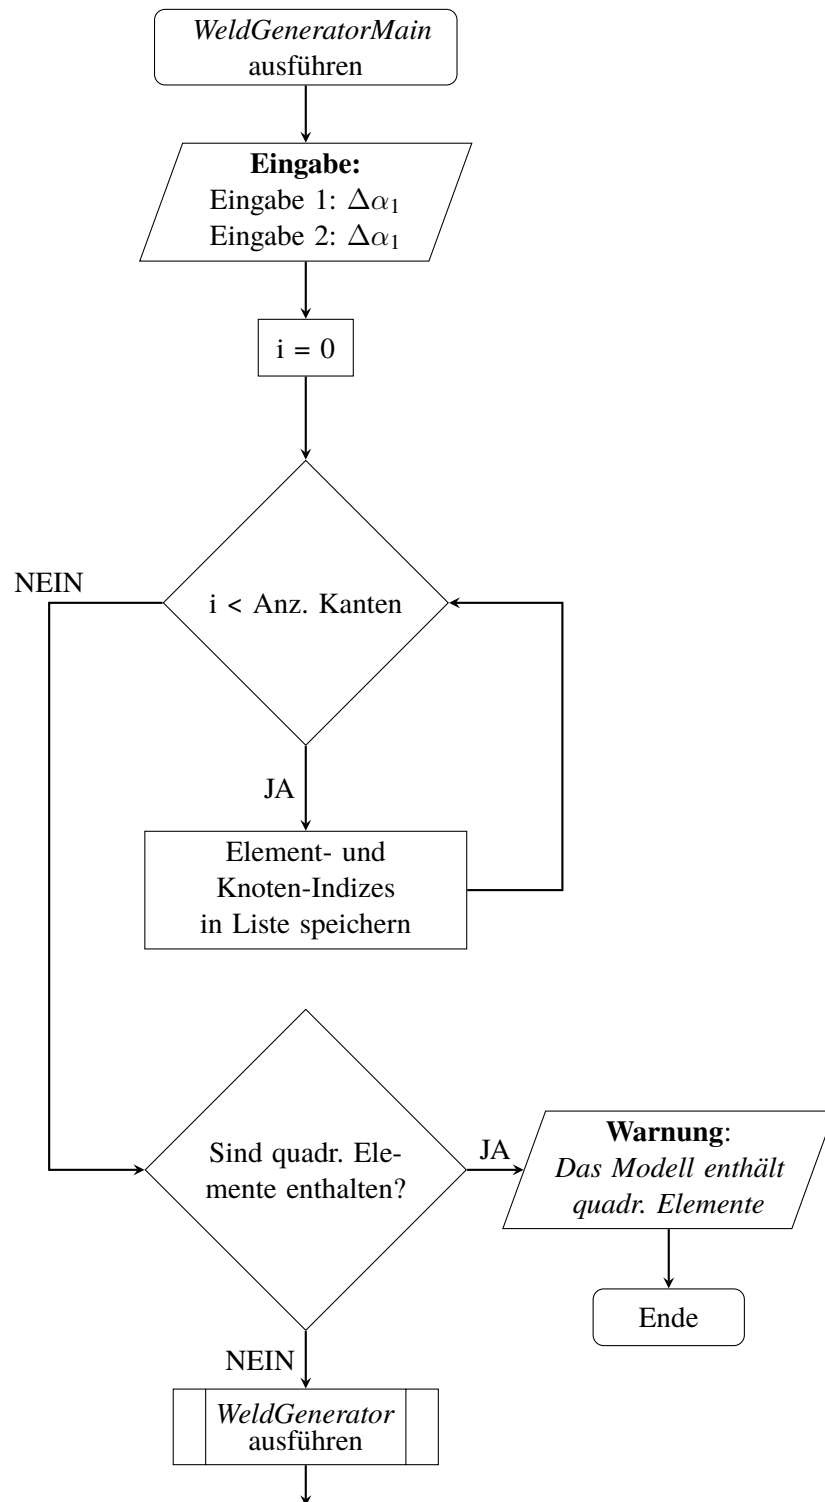 WeldGeneratorMain
ausführen
Eingabe:
Eingabe 1: Δα₁
Eingabe 2: Δα₁
i = 0
i < Anz. Kanten
NEIN
JA
Element- und
Knoten-Indizes
in Liste speichern
Sind quadr. Ele-
mente enthalten?
JA
Warnung:
Das Modell enthält
quadr. Elemente
Ende
NEIN
WeldGenerator
ausführen